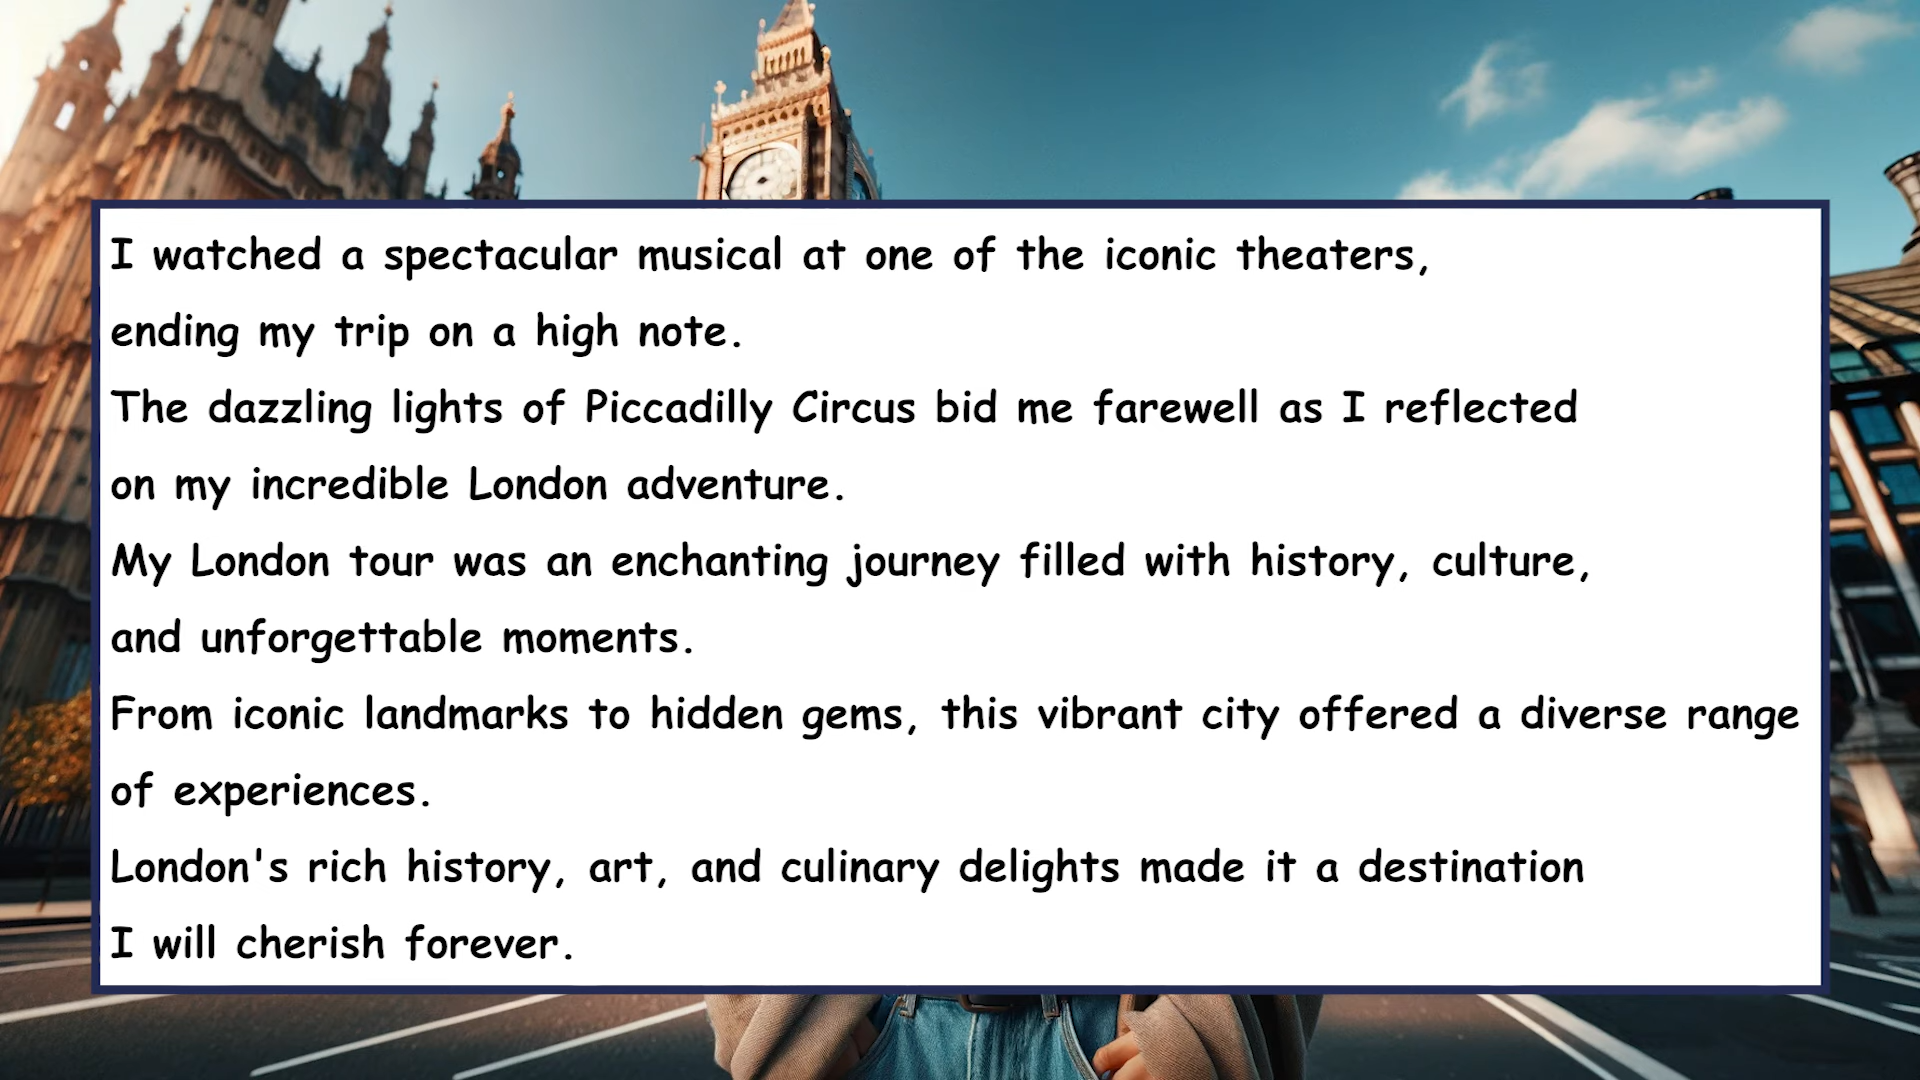 I watched a spectacular musical at one of the iconic theaters,
ending my trip on a high note.
The dazzling lights of Piccadilly Circus bid me farewell as I reflected
on my incredible London adventure.
My London tour was an enchanting journey filled with history, culture,
and unforgettable moments.
From iconic landmarks to hidden gems, this vibrant city offered a diverse range
of experiences.
London's rich history, art, and culinary delights made it a destination
I will cherish forever.